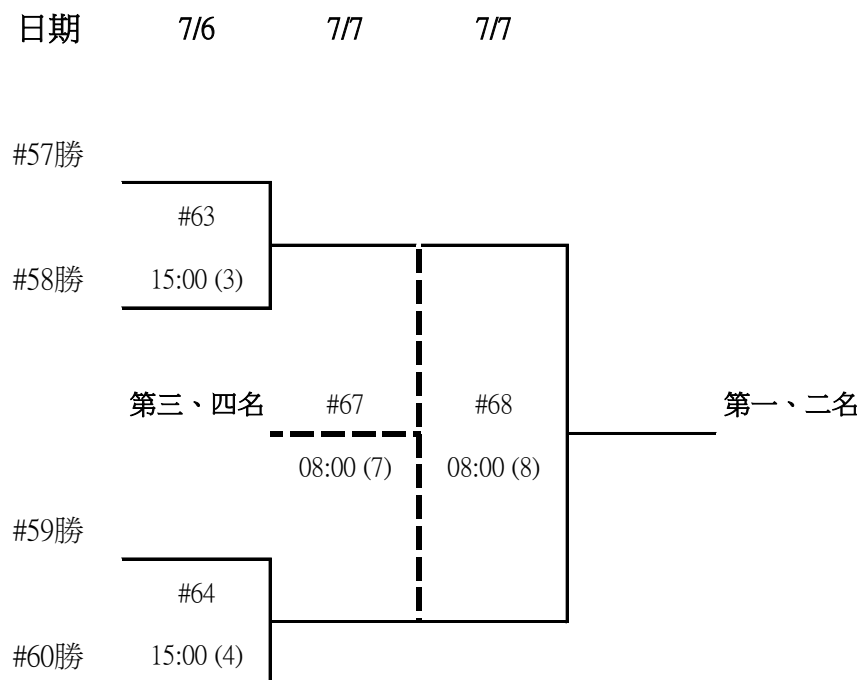 日期 7/6 7/7 7/7
#57勝
#63
#58勝 15:00 (3)
第三、四名 #67 #68 第一、二名
08:00 (7) 08:00 (8)
#59勝
#64
#60勝 15:00 (4)